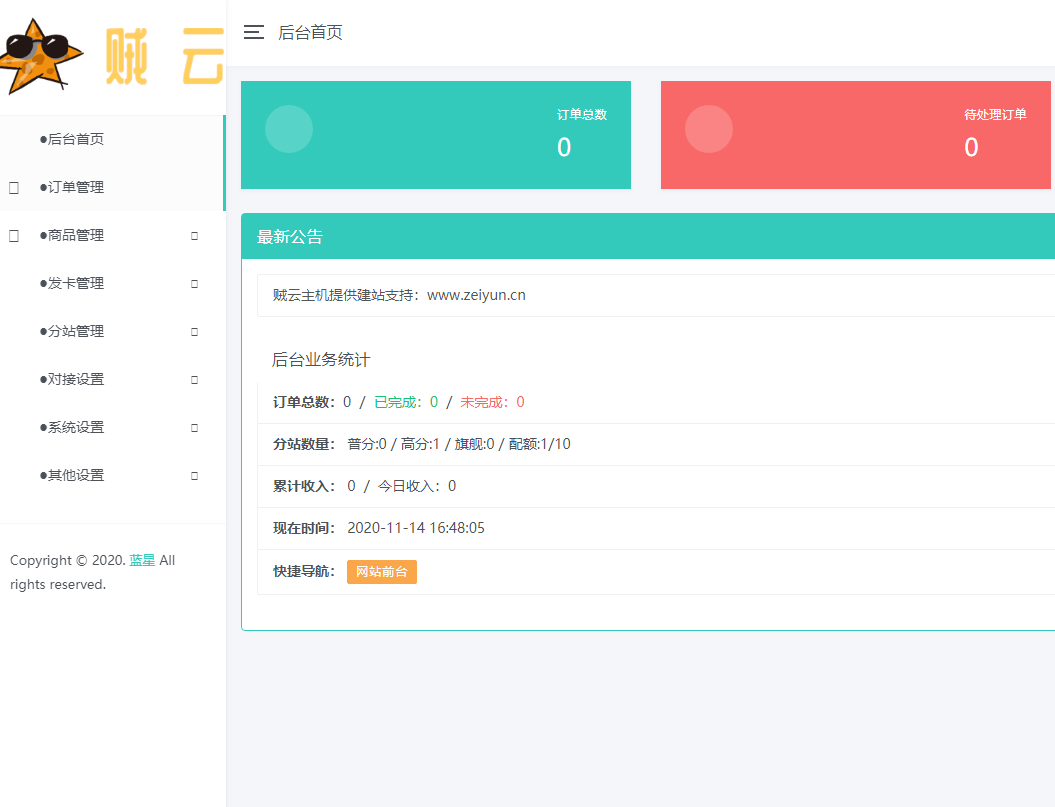 贼 云
后台首页
●后台首页
●订单管理
●商品管理
●发卡管理
●分站管理
●对接设置
●系统设置
●其他设置
Copyright © 2020. 蓝星 All
rights reserved.
订单总数
0
待处理订单
0
最新公告
贼云主机提供建站支持：www.zeiyun.cn
后台业务统计
订单总数：0 / 已完成：0 / 未完成：0
分站数量： 普分:0 / 高分:1 / 旗舰:0 / 配额:1/10
累计收入： 0 / 今日收入：0
现在时间： 2020-11-14 16:48:05
快捷导航： 网站前台